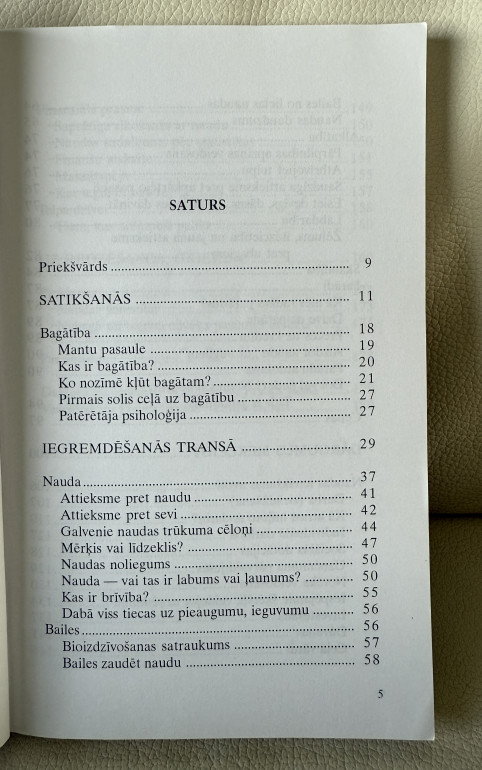 SATURS
Priekšvārds ........ 9
SATIKŠANĀS ........ 11
Bagātība ........ 18
Mantu pasaule ........ 19
Kas ir bagātība? ........ 20
Ko nozīmē kļūt bagātam? ........ 21
Pirmais solis ceļā uz bagātību ........ 27
Patērētāja psiholoģija ........ 27
IEGREMDĒŠANĀS TRANSĀ ........ 29
Nauda ........ 37
Attieksme pret naudu ........ 41
Attieksme pret sevi ........ 42
Galvenie naudas trūkuma cēloņi ........ 44
Mērķis vai līdzeklis? ........ 47
Naudas noliegums ........ 50
Nauda — vai tas ir labums vai ļaunums? ........ 50
Kas ir brīvība? ........ 55
Dabā viss tiecas uz pieaugumu, ieguvumu ........ 56
Bailes ........ 56
Bioizdzīvošanas satraukums ........ 57
Bailes zaudēt naudu ........ 58
5